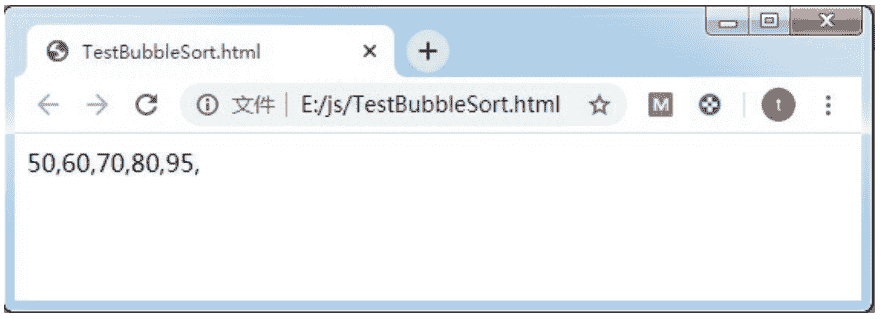 TestBubbleSort.html
文件 E:/js/TestBubbleSort.html
M
t
50,60,70,80,95,